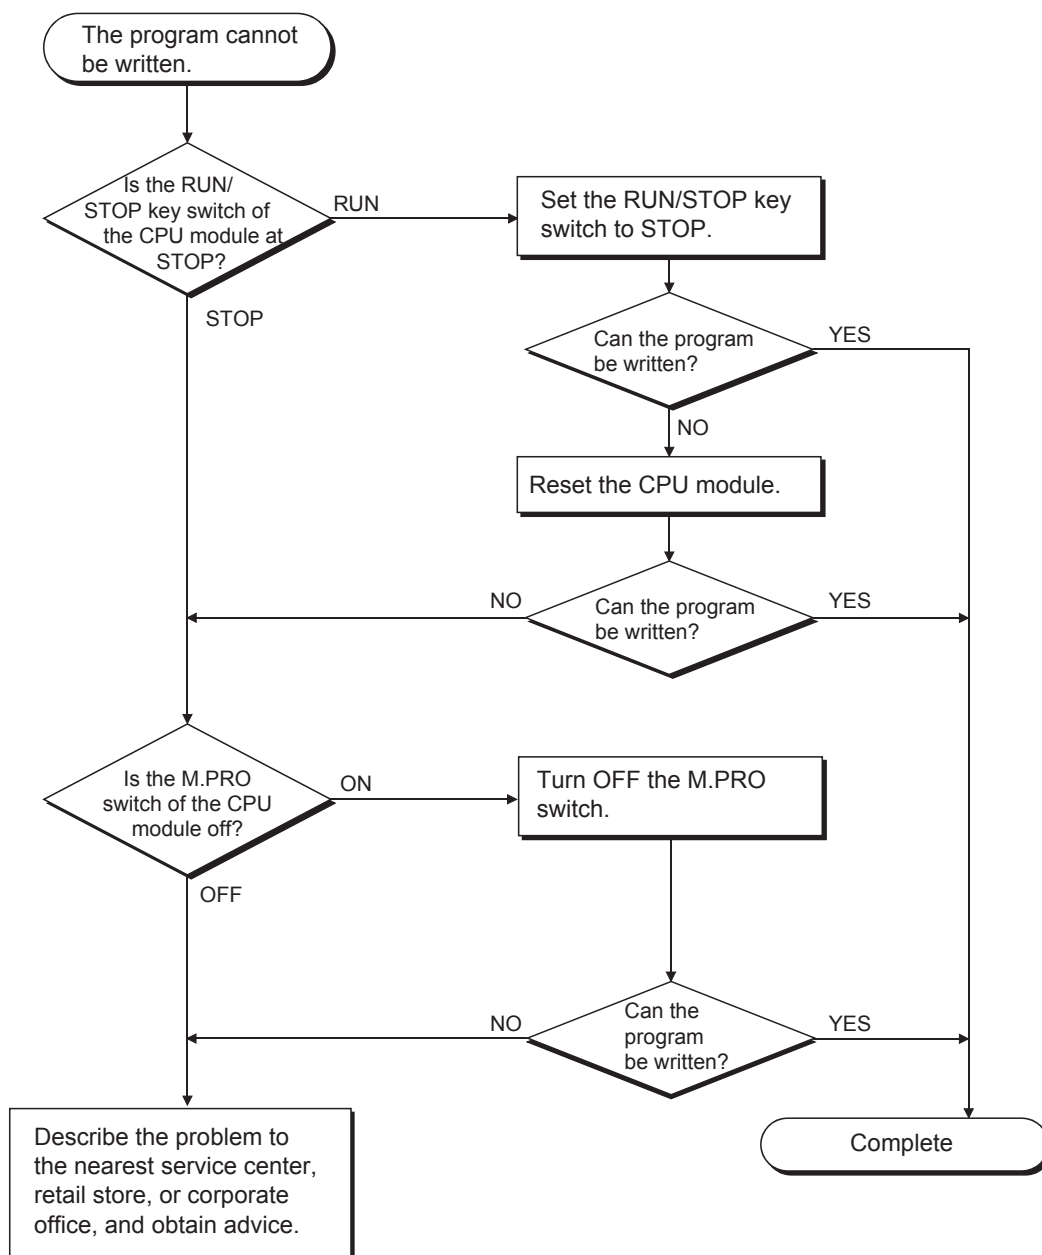 The program cannot
be written.
Is the RUN/
STOP key switch of
the CPU module at
STOP?
RUN
Set the RUN/STOP key
switch to STOP.
STOP
Can the program
be written?
YES
NO
Reset the CPU module.
NO
Can the program
be written?
YES
Is the M.PRO
switch of the CPU
module off?
ON
Turn OFF the M.PRO
switch.
OFF
NO
Can the
program
be written?
YES
Describe the problem to
the nearest service center,
retail store, or corporate
office, and obtain advice.
Complete